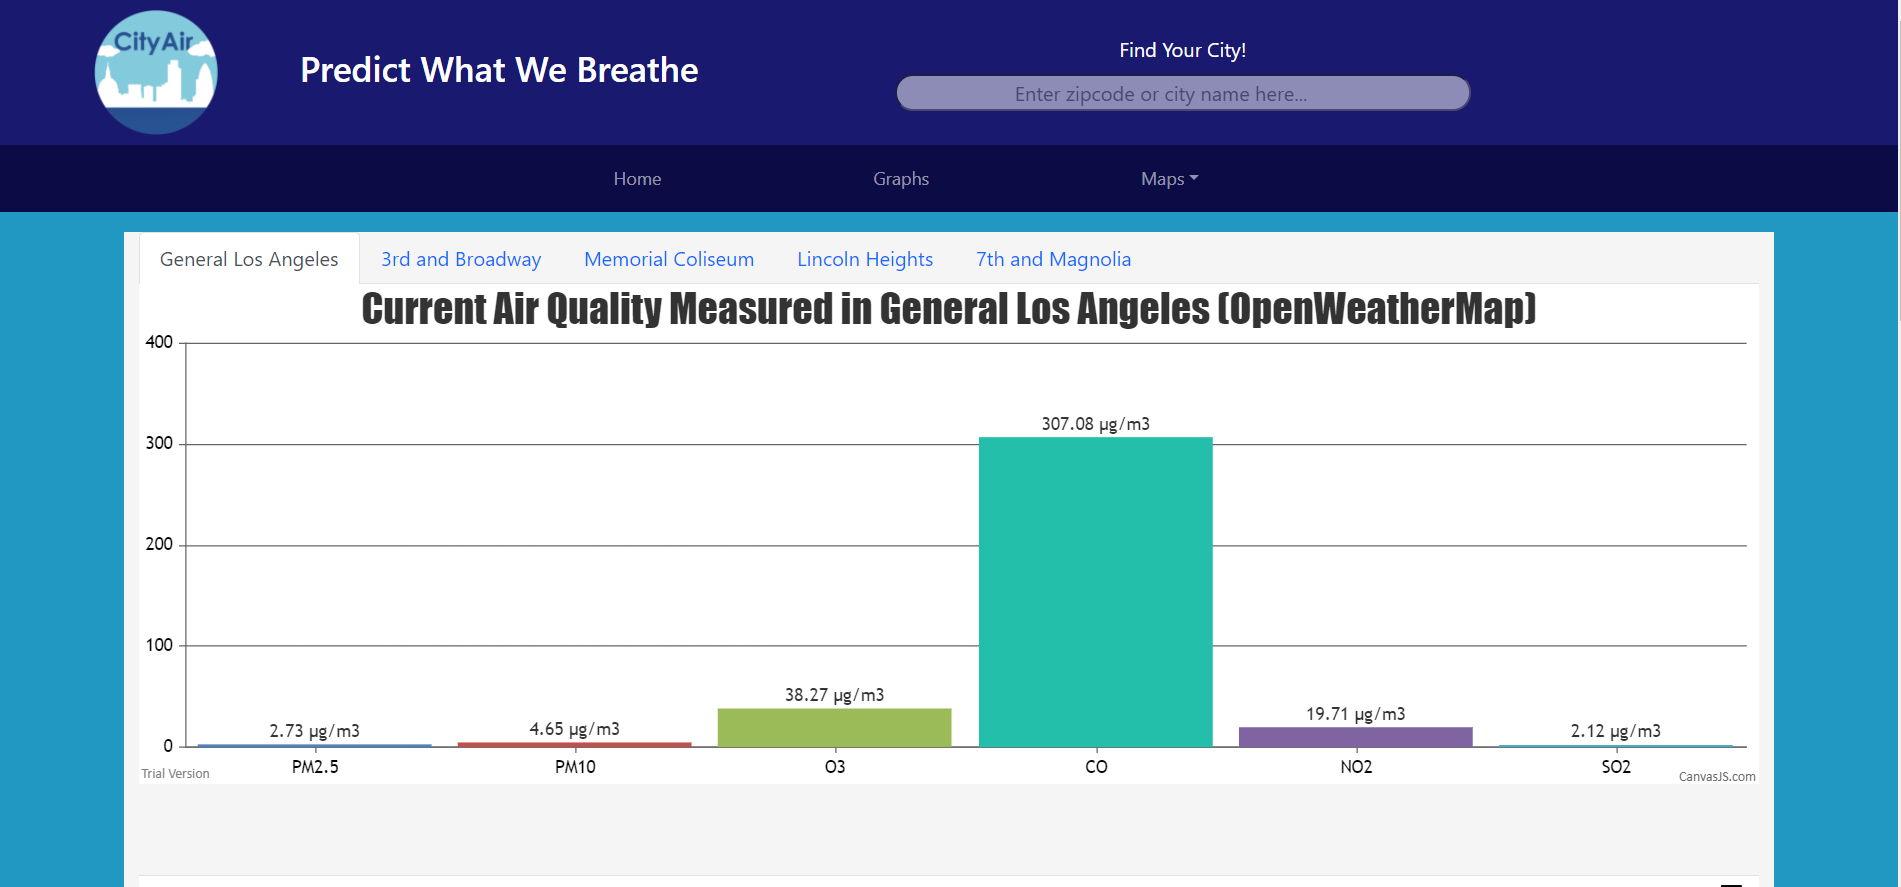 CityAir
Predict What We Breathe
Find Your City!
Enter zipcode or city name here...
Home Graphs Maps
General Los Angeles 3rd and Broadway Memorial Coliseum Lincoln Heights 7th and Magnolia
Current Air Quality Measured in General Los Angeles (OpenWeatherMap)
400
300
200
100
0
307.08 µg/m3
38.27 µg/m3
19.71 µg/m3
2.73 µg/m3
4.65 µg/m3
2.12 µg/m3
PM2.5 PM10 O3 CO NO2 SO2
Trial Version
CanvasJS.com